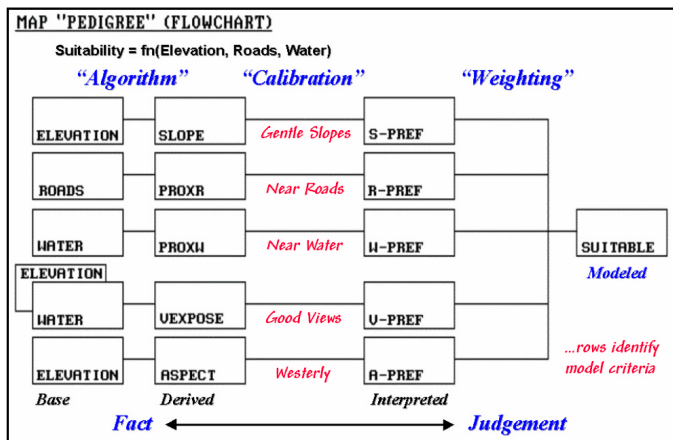 MAP "PEDIGREE" (FLOWCHART)
Suitability = fn(Elevation, Roads, Water)
"Algorithm" "Calibration" "Weighting"
ELEVATION SLOPE Gentle Slopes S-PREF
ROADS PROXR Near Roads R-PREF
WATER PROXW Near Water W-PREF SUITABLE
ELEVATION Modeled
WATER VEXPOSE Good Views V-PREF
...rows identify
ELEVATION ASPECT Westerly A-PREF model criteria
Base Derived Interpreted
Fact Judgement